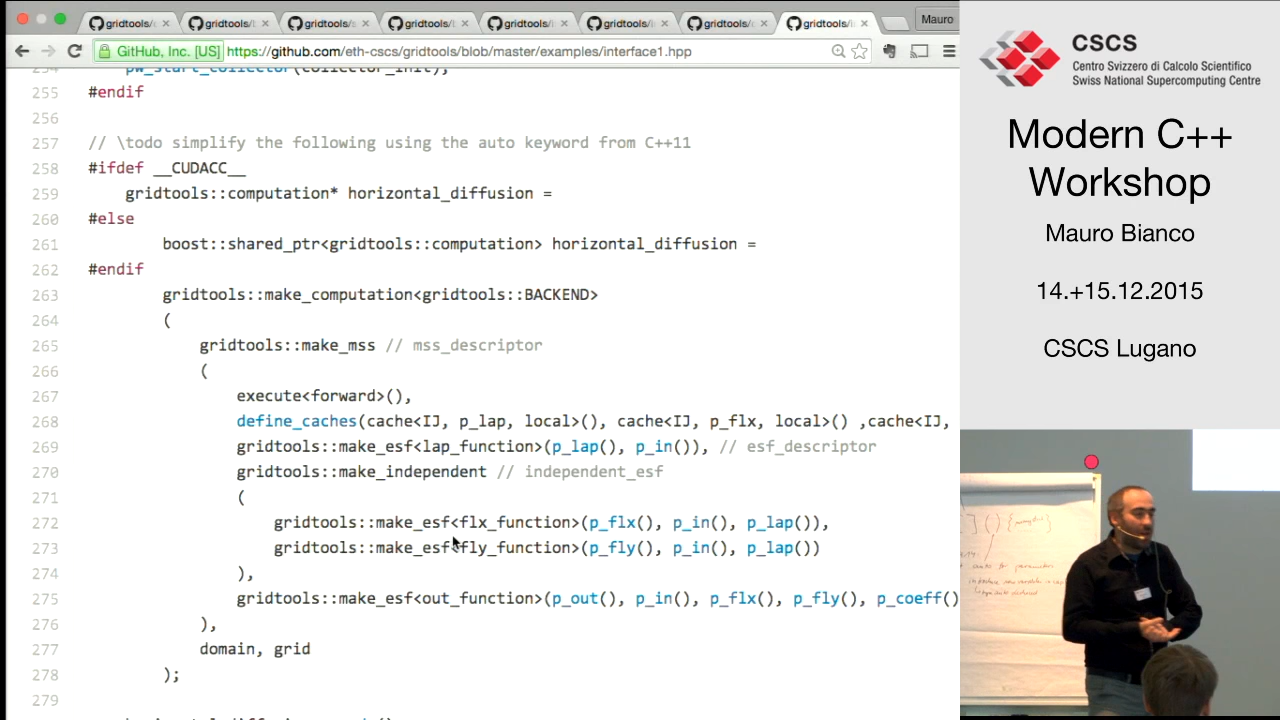 gridtools/ gridtools/ gridtools/ gridtools/ gridtools/ gridtools/ gridtools/ gridtools/ Mauro
GitHub, Inc. [US] https://github.com/eth-cscs/gridtools/blob/master/examples/interface1.hpp
254 pw_start_collector(collector_init);
255 #endif
256
257 // \todo simplify the following using the auto keyword from C++11
258 #ifdef __CUDACC__
259 gridtools::computation* horizontal_diffusion =
260 #else
261 boost::shared_ptr<gridtools::computation> horizontal_diffusion =
262 #endif
263 gridtools::make_computation<gridtools::BACKEND>
264 (
265 gridtools::make_mss // mss_descriptor
266 (
267 execute<forward>(),
268 define_caches(cache<IJ, p_lap, local>(), cache<IJ, p_flx, local>() ,cache<IJ,
269 gridtools::make_esf<lap_function>(p_lap(), p_in()), // esf_descriptor
270 gridtools::make_independent // independent_esf
271 (
272 gridtools::make_esf<flx_function>(p_flx(), p_in(), p_lap()),
273 gridtools::make_esf<fly_function>(p_fly(), p_in(), p_lap())
274 ),
275 gridtools::make_esf<out_function>(p_out(), p_in(), p_flx(), p_fly(), p_coeff()
276 ),
277 domain, grid
278 );
279
CSCS
Centro Svizzero di Calcolo Scientifico
Swiss National Supercomputing Centre
Modern C++
Workshop
Mauro Bianco
14.+15.12.2015
CSCS Lugano